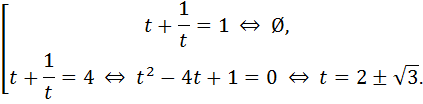 t + 1/t = 1 ⇔ Ø,
t + 1/t = 4 ⇔ t² − 4t + 1 = 0 ⇔ t = 2 ± √3.